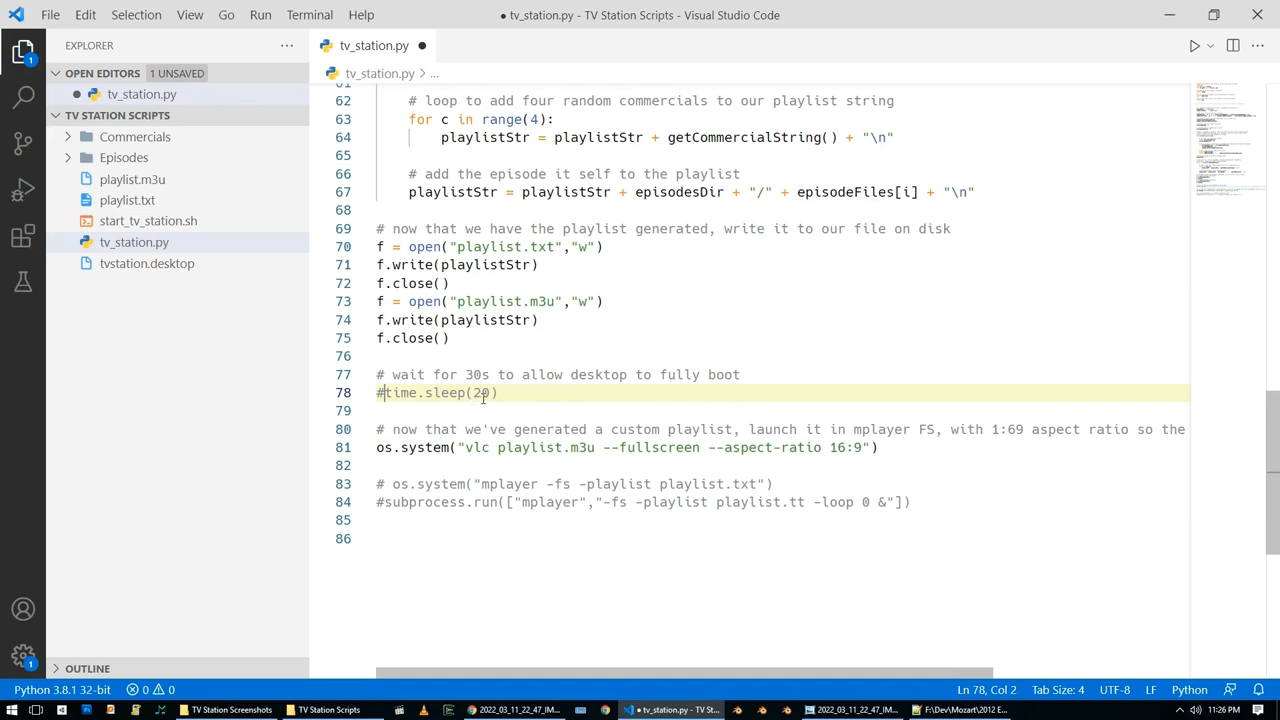 File Edit Selection View Go Run Terminal Help
● tv_station.py - TV Station Scripts - Visual Studio Code
EXPLORER
tv_station.py
OPEN EDITORS 1 UNSAVED
tv_station.py > ...
tv_station.py
TV STATION SCRIPTS
Commercials
Episodes
playlist.m3u
playlist.txt
start_tv_station.sh
tv_station.py
tvstation.desktop
61
62 # loop to our random commercials to our playlist string
63 for c in range(4):
64 playlistStr + getCommercial
65
66 # the it to the playlist
67 playlistStr = playlistStr + episodesDir + "/" + episodeFiles[i] + "\n"
68
69 # now that we have the playlist generated, write it to our file on disk
70 f = open("playlist.txt","w")
71 f.write(playlistStr)
72 f.close()
73 f = open("playlist.m3u","w")
74 f.write(playlistStr)
75 f.close()
76
77 # wait for 30s to allow desktop to fully boot
78 #time.sleep(20)
79
80 # now that we've generated a custom playlist, launch it in mplayer FS, with 1:69 aspect ratio so the
81 os.system("vlc playlist.m3u --fullscreen --aspect-ratio 16:9")
82
83 # os.system("mplayer -fs -playlist playlist.txt")
84 #subprocess.run(["mplayer","-fs -playlist playlist.tt -loop 0 &"])
85
86
OUTLINE
Python 3.8.1 32-bit 0 0 Ln 78, Col 2 Tab Size: 4 UTF-8 LF Python
TV Station Screenshots TV Station Scripts 2022_03_11_22_47_IM... ● tv_station.py - TV St... 2022_03_11_22_47_IM... F:\Dev\Mozart\2012 E... 11:26 PM